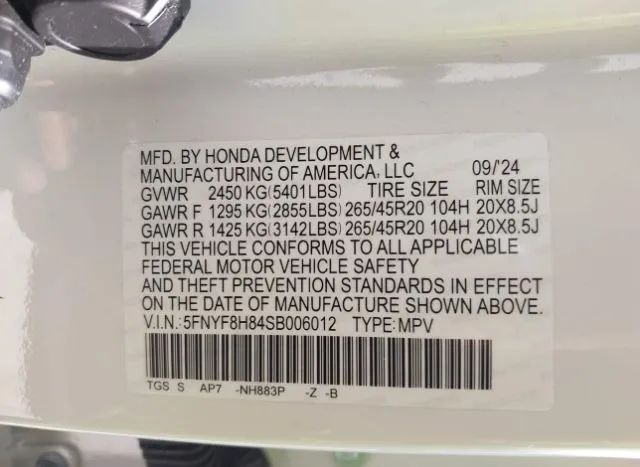 MFD. BY HONDA DEVELOPMENT &
MANUFACTURING OF AMERICA, LLC 09/'24
GVWR 2450 KG(5401LBS) TIRE SIZE RIM SIZE
GAWR F 1295 KG(2855LBS) 265/45R20 104H 20X8.5J
GAWR R 1425 KG(3142LBS) 265/45R20 104H 20X8.5J
THIS VEHICLE CONFORMS TO ALL APPLICABLE
FEDERAL MOTOR VEHICLE SAFETY
AND THEFT PREVENTION STANDARDS IN EFFECT
ON THE DATE OF MANUFACTURE SHOWN ABOVE.
V.I.N.: 5FNYF8H84SB006012 TYPE: MPV
TGS S AP7 -NH883P -Z -B